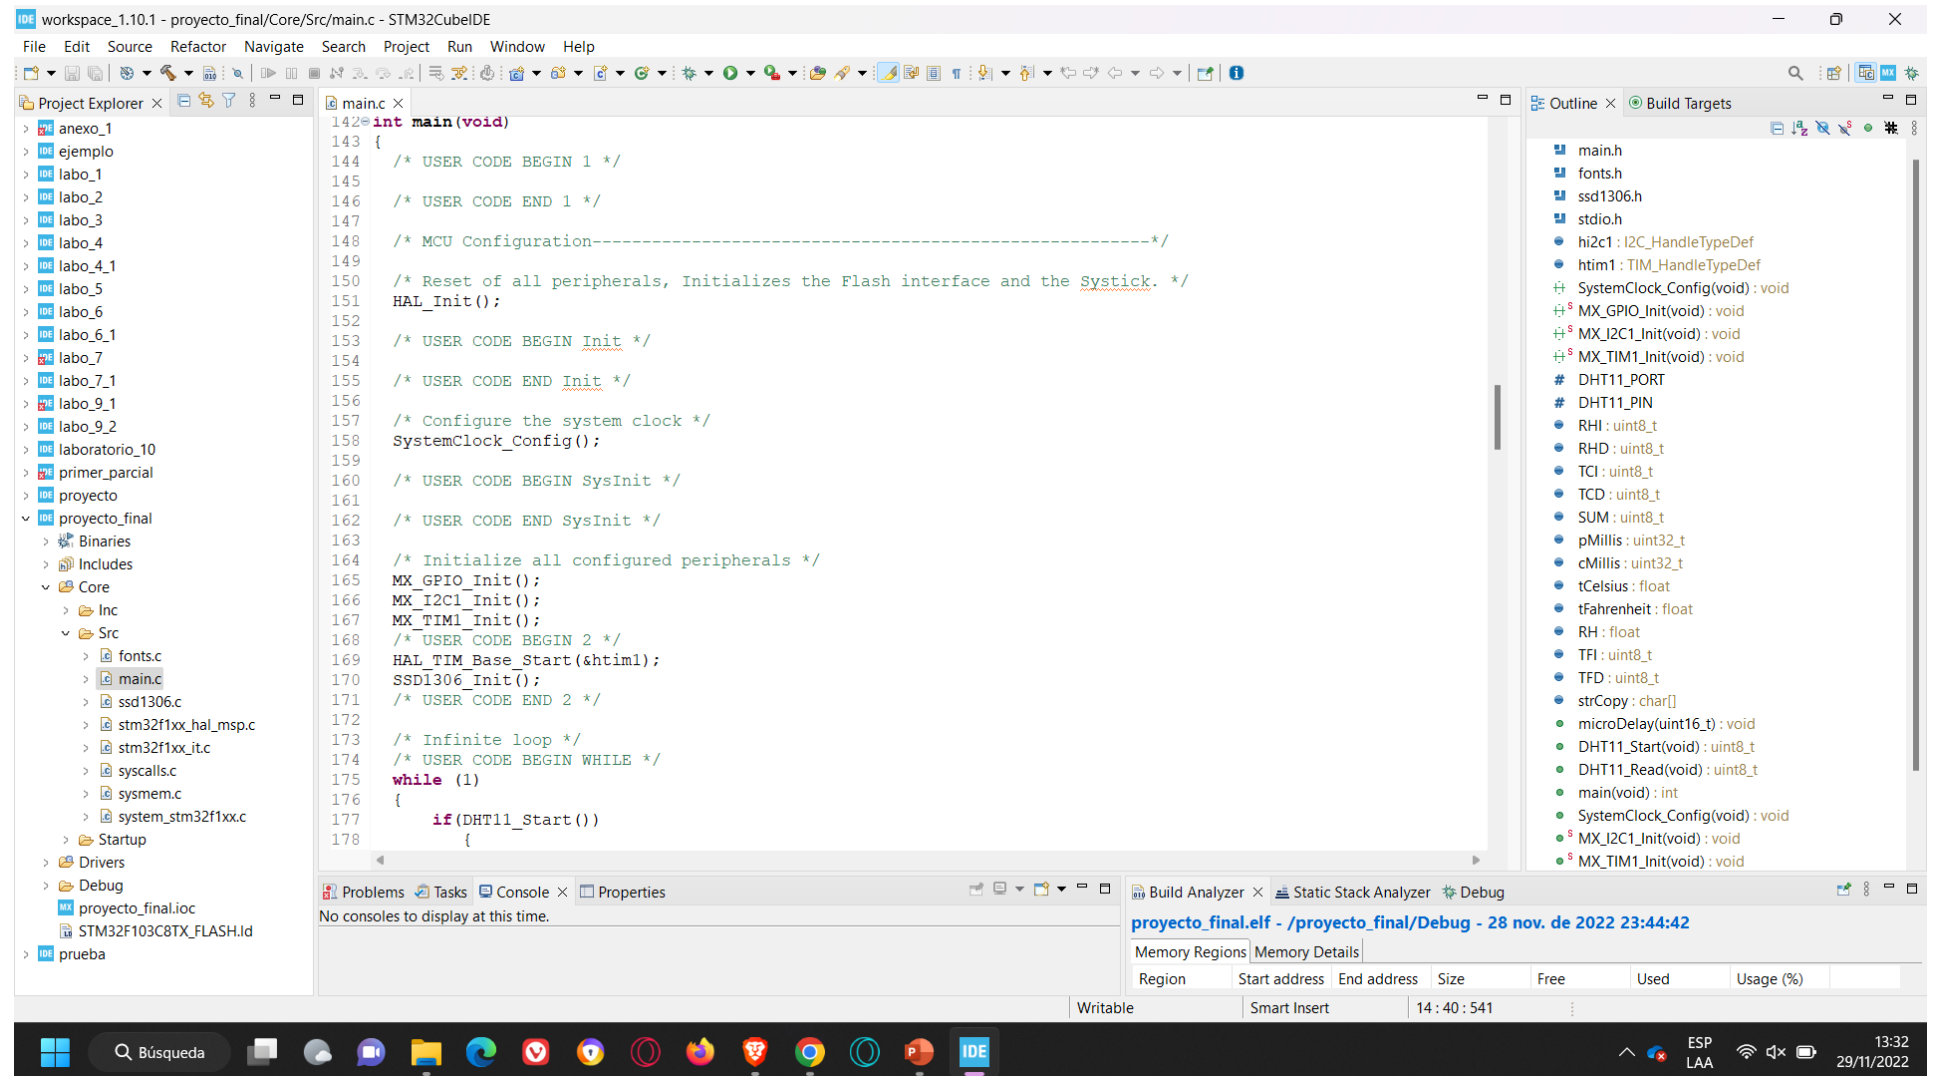 IDE workspace_1.10.1 - proyecto_final/Core/Src/main.c - STM32CubeIDE
File Edit Source Refactor Navigate Search Project Run Window Help
Project Explorer
anexo_1
ejemplo
labo_1
labo_2
labo_3
labo_4
labo_4_1
labo_5
labo_6
labo_6_1
labo_7
labo_7_1
labo_9_1
labo_9_2
laboratorio_10
primer_parcial
proyecto
proyecto_final
Binaries
Includes
Core
Inc
Src
fonts.c
main.c
ssd1306.c
stm32f1xx_hal_msp.c
stm32f1xx_it.c
syscalls.c
sysmem.c
system_stm32f1xx.c
Startup
Drivers
Debug
proyecto_final.ioc
STM32F103C8TX_FLASH.ld
prueba
main.c
142 int main(void)
143 {
144 /* USER CODE BEGIN 1 */
145
146 /* USER CODE END 1 */
147
148 /* MCU Configuration--------------------------------------------------------*/
149
150 /* Reset of all peripherals, Initializes the Flash interface and the Systick. */
151 HAL_Init();
152
153 /* USER CODE BEGIN Init */
154
155 /* USER CODE END Init */
156
157 /* Configure the system clock */
158 SystemClock_Config();
159
160 /* USER CODE BEGIN SysInit */
161
162 /* USER CODE END SysInit */
163
164 /* Initialize all configured peripherals */
165 MX_GPIO_Init();
166 MX_I2C1_Init();
167 MX_TIM1_Init();
168 /* USER CODE BEGIN 2 */
169 HAL_TIM_Base_Start(&htim1);
170 SSD1306_Init();
171 /* USER CODE END 2 */
172
173 /* Infinite loop */
174 /* USER CODE BEGIN WHILE */
175 while (1)
176 {
177 if(DHT11_Start())
178 {
Outline Build Targets
main.h
fonts.h
ssd1306.h
stdio.h
hi2c1 : I2C_HandleTypeDef
htim1 : TIM_HandleTypeDef
SystemClock_Config(void) : void
MX_GPIO_Init(void) : void
MX_I2C1_Init(void) : void
MX_TIM1_Init(void) : void
DHT11_PORT
DHT11_PIN
RHI : uint8_t
RHD : uint8_t
TCI : uint8_t
TCD : uint8_t
SUM : uint8_t
pMillis : uint32_t
cMillis : uint32_t
tCelsius : float
tFahrenheit : float
RH : float
TFI : uint8_t
TFD : uint8_t
strCopy : char[]
microDelay(uint16_t) : void
DHT11_Start(void) : uint8_t
DHT11_Read(void) : uint8_t
main(void) : int
SystemClock_Config(void) : void
MX_I2C1_Init(void) : void
MX_TIM1_Init(void) : void
Problems Tasks Console Properties
No consoles to display at this time.
Build Analyzer Static Stack Analyzer Debug
proyecto_final.elf - /proyecto_final/Debug - 28 nov. de 2022 23:44:42
Memory Regions Memory Details
Region Start address End address Size Free Used Usage (%)
Writable Smart Insert 14 : 40 : 541
Búsqueda
IDE
ESP
LAA
13:32
29/11/2022